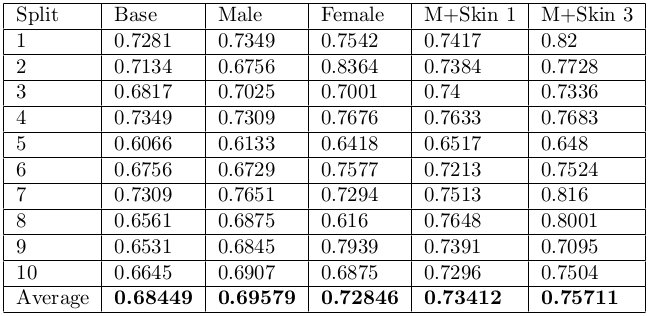 Split Base Male Female M+Skin 1 M+Skin 3
1 0.7281 0.7349 0.7542 0.7417 0.82
2 0.7134 0.6756 0.8364 0.7384 0.7728
3 0.6817 0.7025 0.7001 0.74 0.7336
4 0.7349 0.7309 0.7676 0.7633 0.7683
5 0.6066 0.6133 0.6418 0.6517 0.648
6 0.6756 0.6729 0.7577 0.7213 0.7524
7 0.7309 0.7651 0.7294 0.7513 0.816
8 0.6561 0.6875 0.616 0.7648 0.8001
9 0.6531 0.6845 0.7939 0.7391 0.7095
10 0.6645 0.6907 0.6875 0.7296 0.7504
Average 0.68449 0.69579 0.72846 0.73412 0.75711